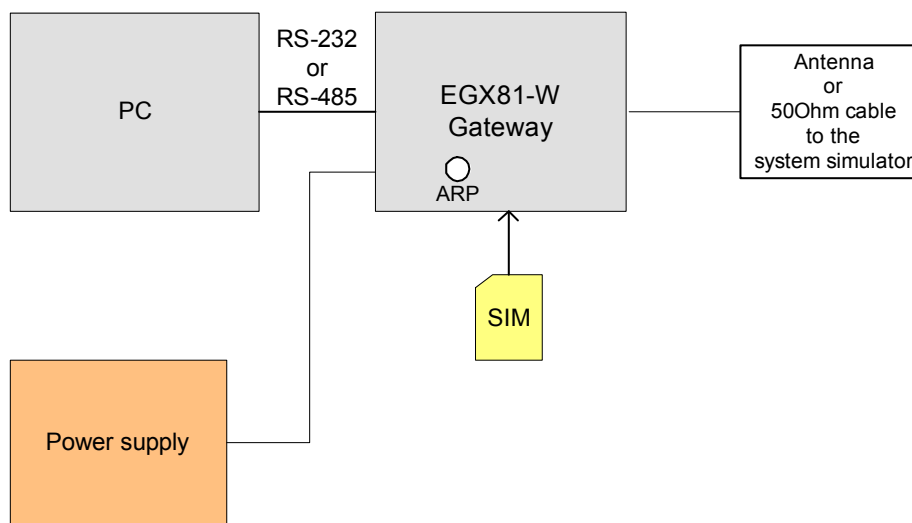 PC
RS-232
or
RS-485
EGX81-W
Gateway
ARP
Antenna
or
50Ohm cable
to the
system simulator
SIM
Power supply